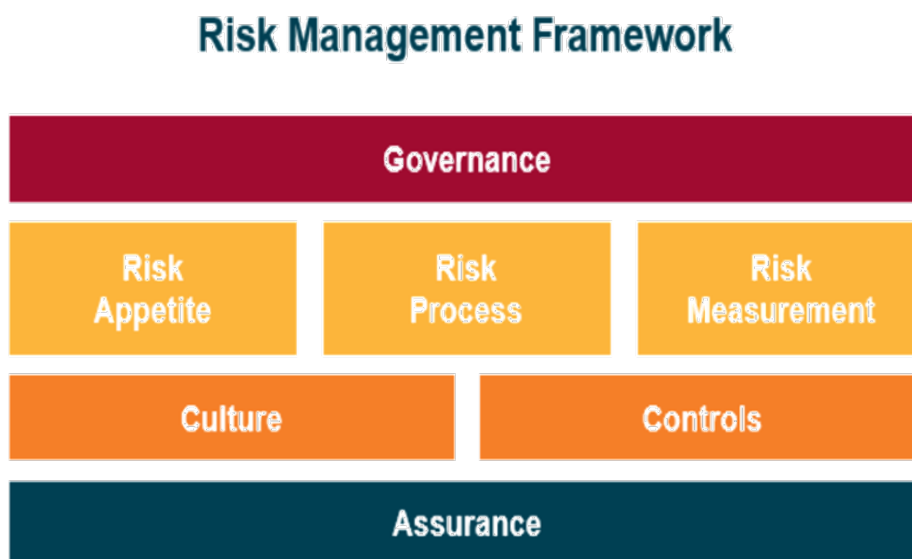 Risk Management Framework
Governance
Risk
Appetite
Risk
Process
Risk
Measurement
Culture
Controls
Assurance